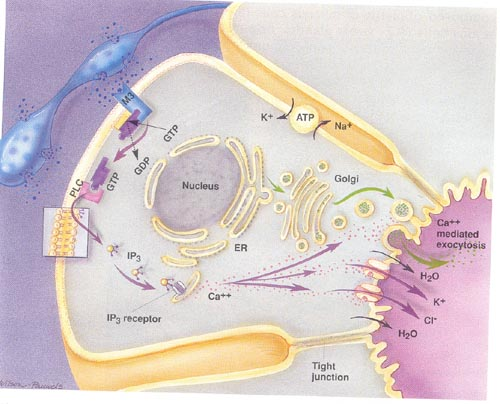 M3
GTP
GDP
PLC
GTP
K+
ATP
Na+
Nucleus
Golgi
ER
IP3
IP3 receptor
Ca++
Ca++
mediated
exocytosis
H2O
K+
Cl-
H2O
Tight
junction